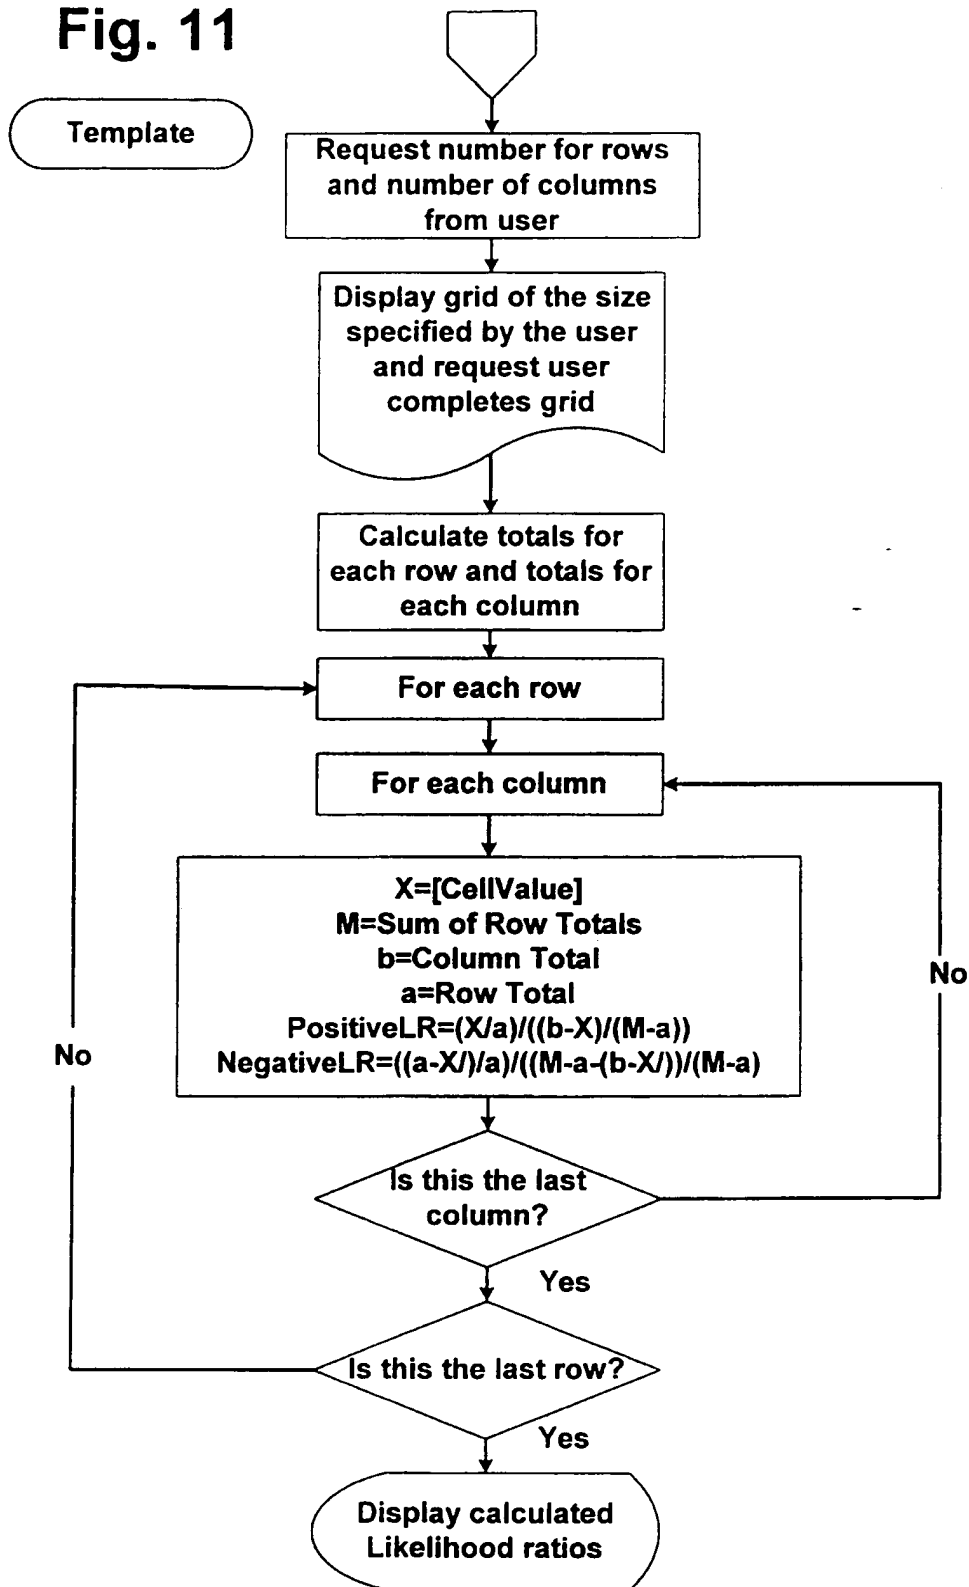 Fig. 11
Template
Request number for rows
and number of columns
from user
Display grid of the size
specified by the user
and request user
completes grid
Calculate totals for
each row and totals for
each column
For each row
For each column
X=[CellValue]
M=Sum of Row Totals
b=Column Total
a=Row Total
PositiveLR=(X/a)/((b-X)/(M-a))
NegativeLR=((a-X/)/a)/((M-a-(b-X/))/(M-a)
No
No
Is this the last
column?
Yes
Is this the last row?
Yes
Display calculated
Likelihood ratios